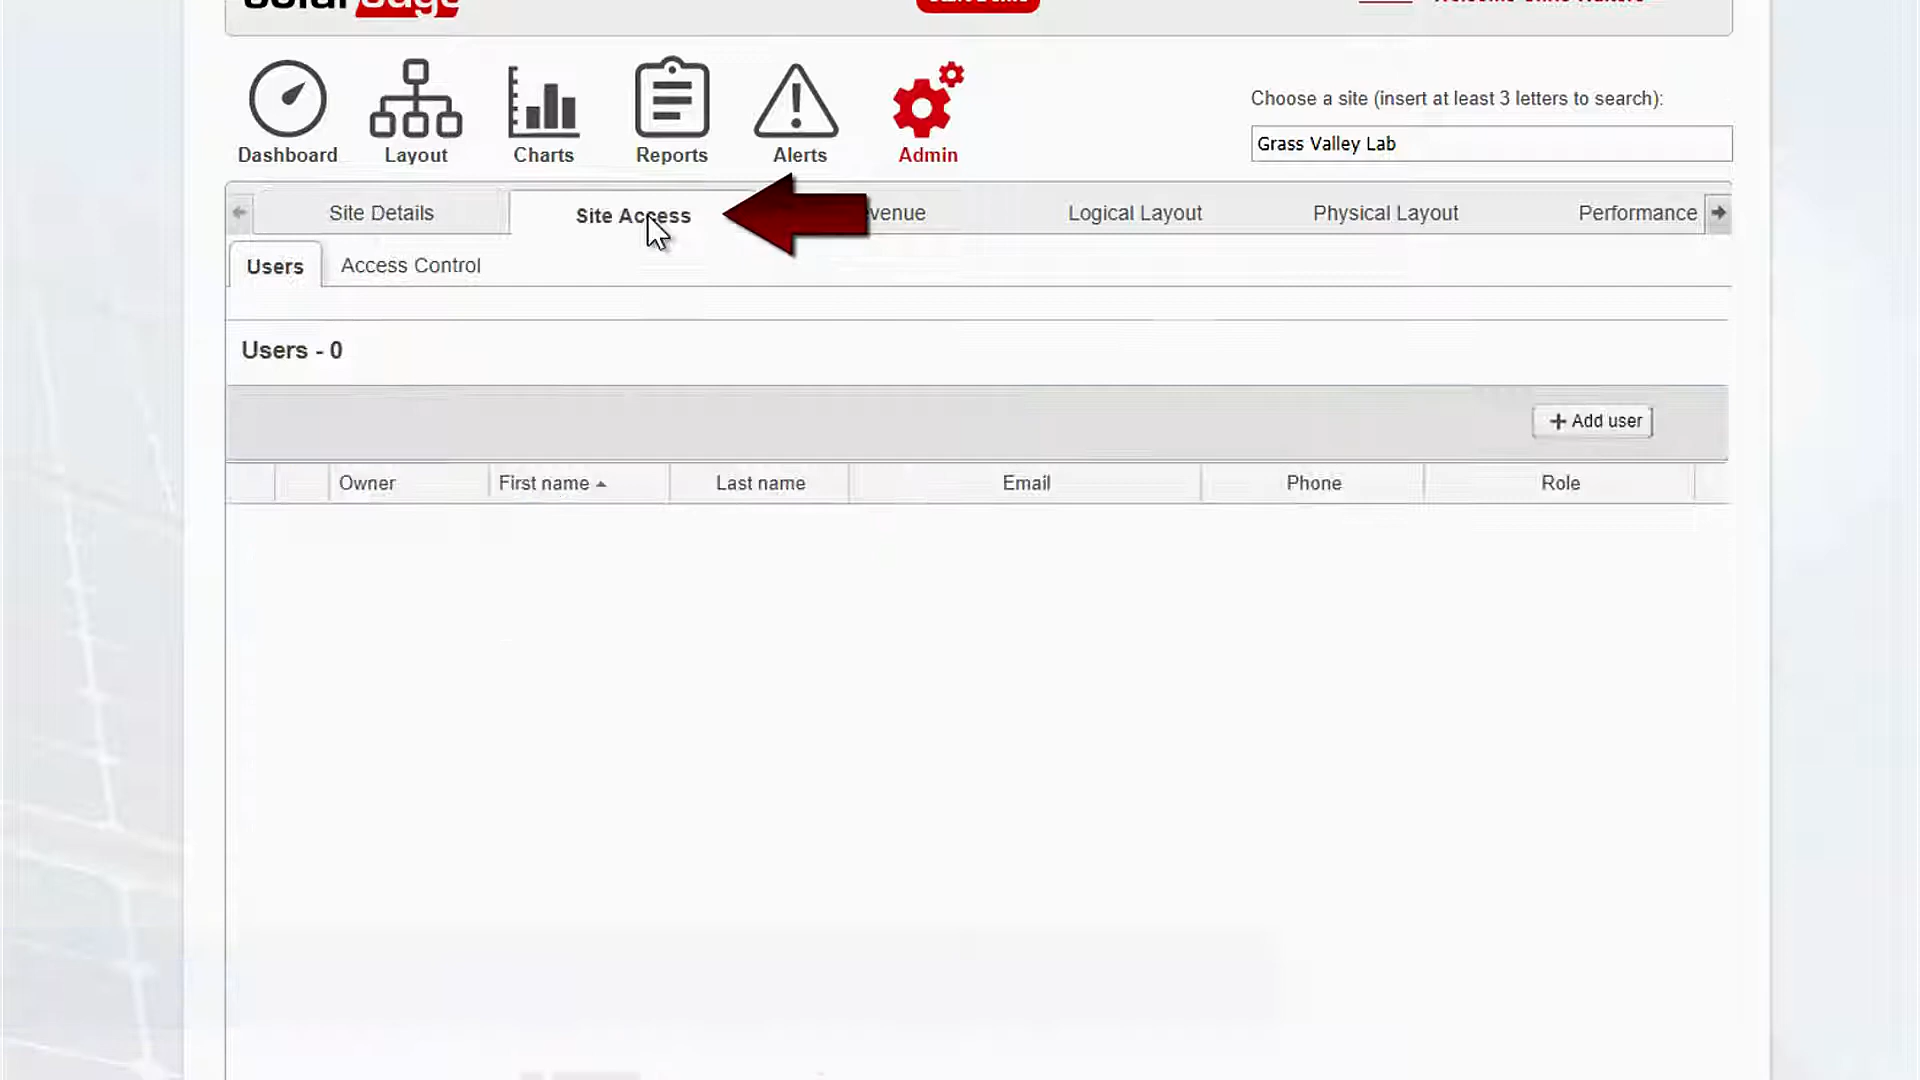 solaredge
Dashboard
Layout
Charts
Reports
Alerts
Admin
Choose a site (insert at least 3 letters to search):
Grass Valley Lab
Site Details
Site Access
venue
Logical Layout
Physical Layout
Performance
Users
Access Control
Users - 0
Add user
Owner
First name
Last name
Email
Phone
Role